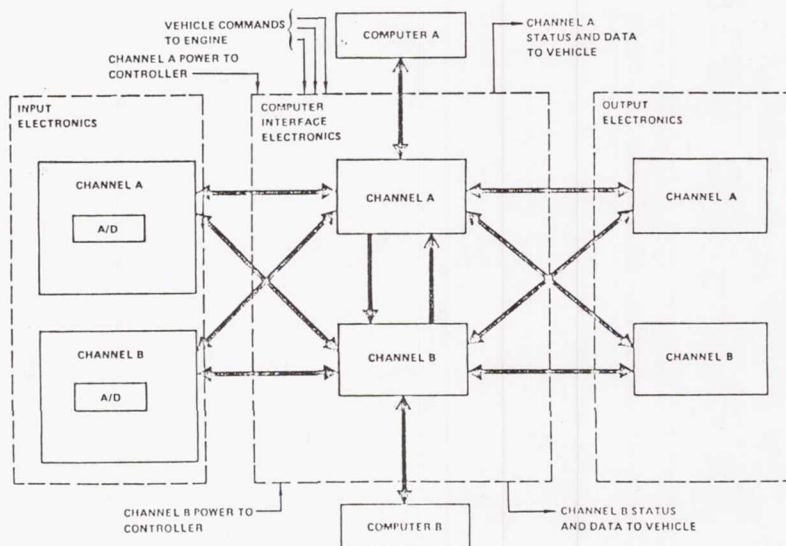 VEHICLE COMMANDS
TO ENGINE
CHANNEL A POWER TO
CONTROLLER
COMPUTER A
CHANNEL A
STATUS AND DATA
TO VEHICLE
INPUT
ELECTRONICS
COMPUTER
INTERFACE
ELECTRONICS
OUTPUT
ELECTRONICS
CHANNEL A
A/D
CHANNEL A
CHANNEL A
CHANNEL B
A/D
CHANNEL B
CHANNEL B
CHANNEL B POWER TO
CONTROLLER
COMPUTER B
CHANNEL B STATUS
AND DATA TO VEHICLE